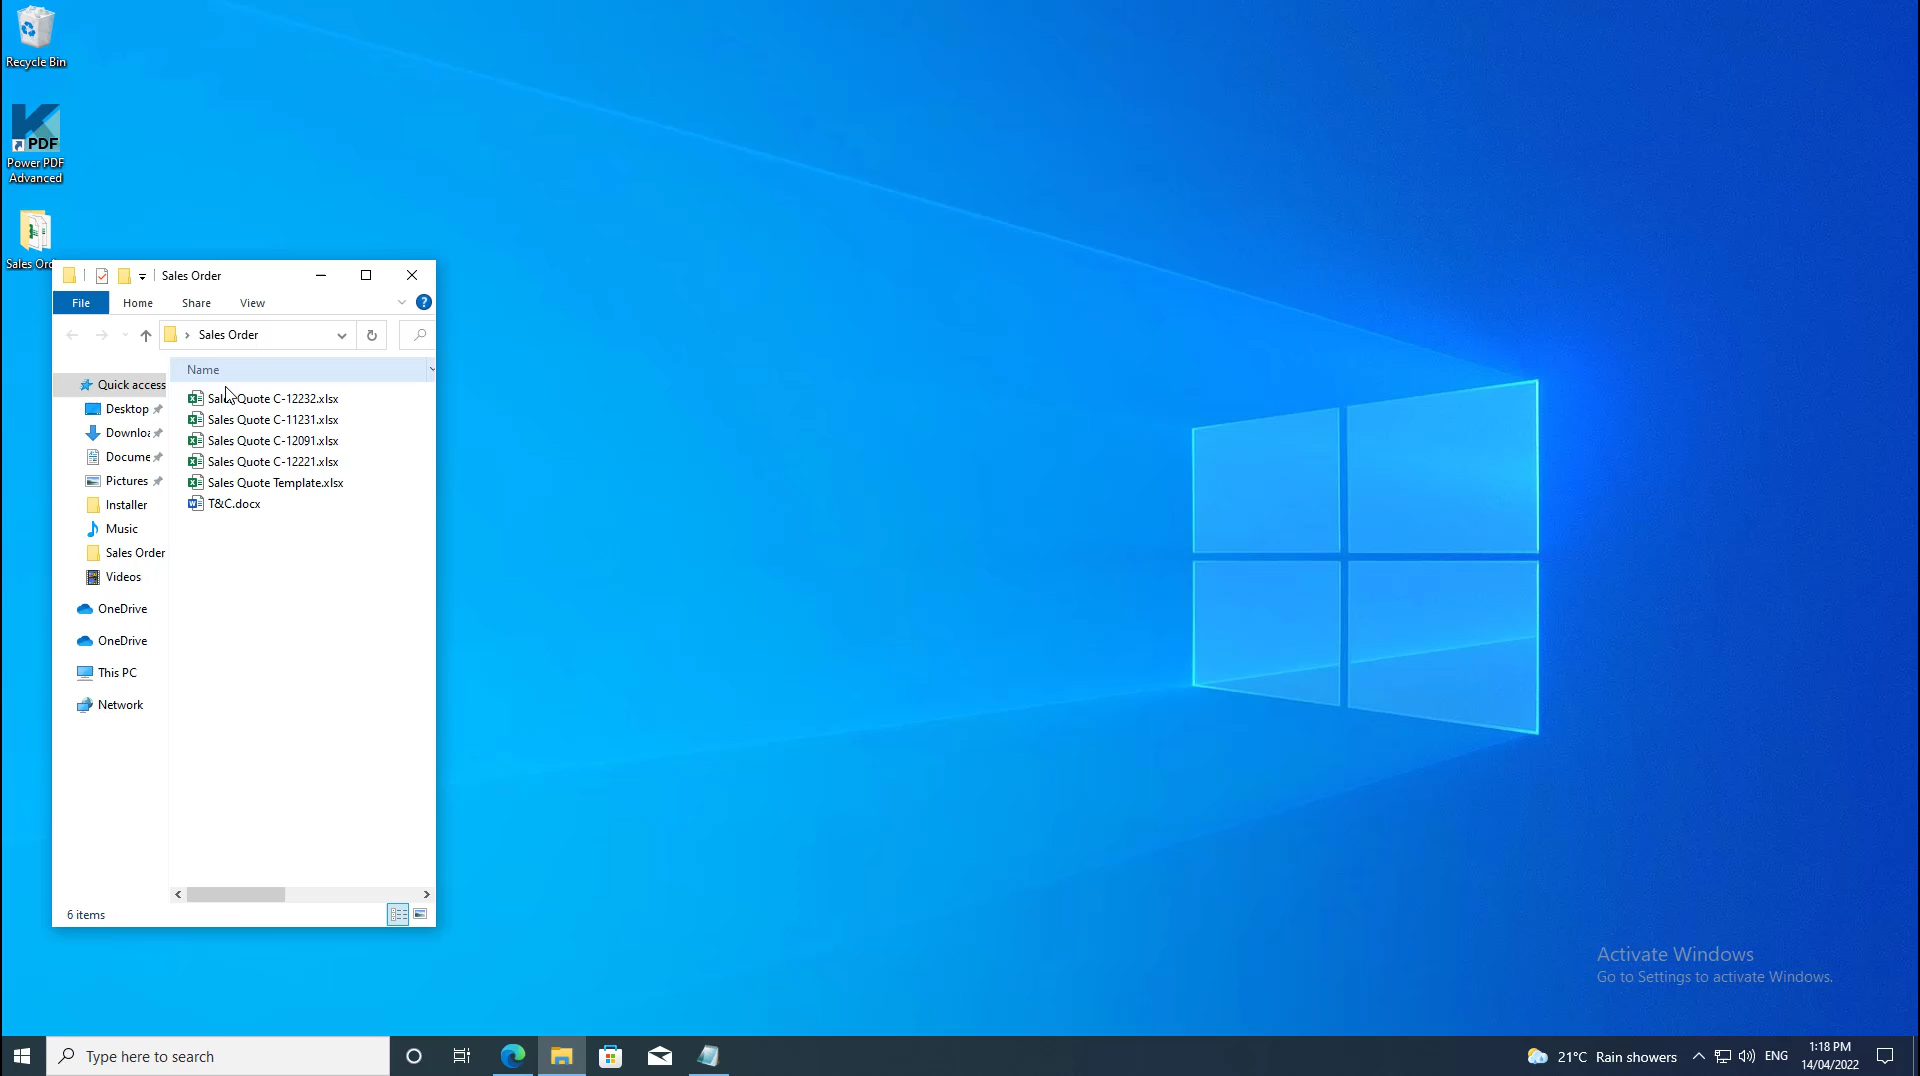 Recycle Bin
PDF
Power PDF
Advanced
Sales Order
File
Home
Share
View
Sales Order
Name
Quick access
Desktop
Docume
Pictures
Installer
Music
Sales Order
Videos
OneDrive
OneDrive
This PC
Network
Sales Quote C-12232.xlsx
Sales Quote C-11231.xlsx
Sales Quote C-12091.xlsx
Sales Quote C-12221.xlsx
Sales Quote Template.xlsx
T&C.docx
6 items
Activate Windows
Go to Settings to activate Windows.
Type here to search
21°C Rain showers
ENG
1:18 PM
14/04/2022